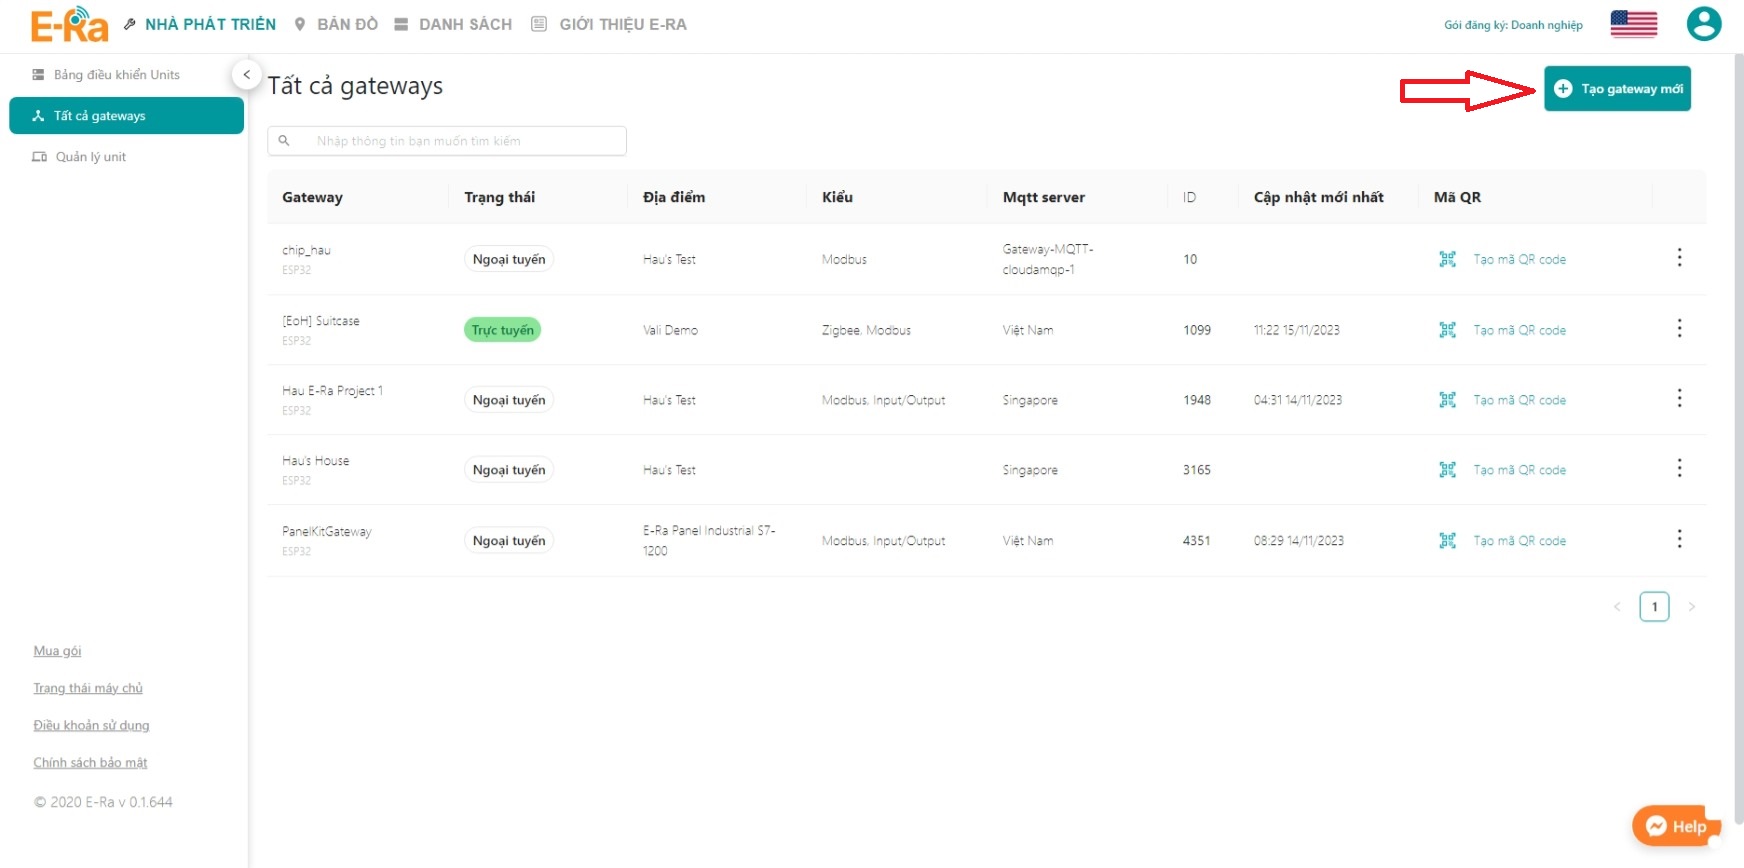 E-Ra NHÀ PHÁT TRIỂN BẢN ĐỒ DANH SÁCH GIỚI THIỆU E-RA Gói đăng ký: Doanh nghiệp
Bảng điều khiển Units
Tất cả gateways
Quản lý unit
Tất cả gateways
Tạo gateway mới
Nhập thông tin bạn muốn tìm kiếm
Gateway Trạng thái Địa điểm Kiểu Mqtt server ID Cập nhật mới nhất Mã QR
chip_hau
ESP32
Ngoại tuyến Hau's Test Modbus
Gateway-MQTT-
cloudamqp-1
10 Tạo mã QR code
[EoH] Suitcase
ESP32
Trực tuyến Vali Demo Zigbee, Modbus Việt Nam 1099 11:22 15/11/2023 Tạo mã QR code
Hau E-Ra Project 1
ESP32
Ngoại tuyến Hau's Test Modbus, Input/Output Singapore 1948 04:31 14/11/2023 Tạo mã QR code
Hau's House
ESP32
Ngoại tuyến Hau's Test Singapore 3165 Tạo mã QR code
PanelKitGateway
ESP32
Ngoại tuyến
E-Ra Panel Industrial S7-
1200
Modbus, Input/Output Việt Nam 4351 08:29 14/11/2023 Tạo mã QR code
1
Mua gói
Trạng thái máy chủ
Điều khoản sử dụng
Chính sách bảo mật
© 2020 E-Ra v 0.1.644
Help